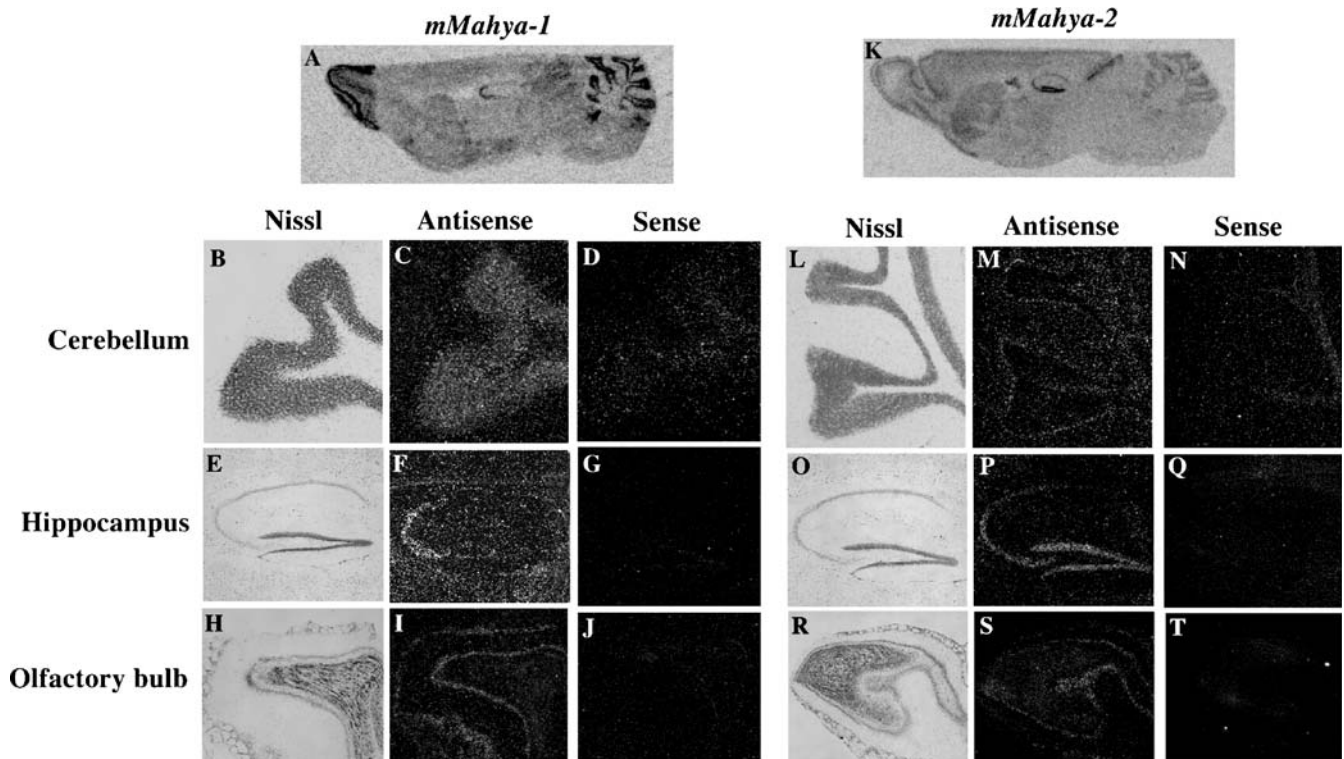 mMahya-1 mMahya-2
A K
Nissl Antisense Sense Nissl Antisense Sense
Cerebellum B C D L M N
Hippocampus E F G O P Q
Olfactory bulb H I J R S T